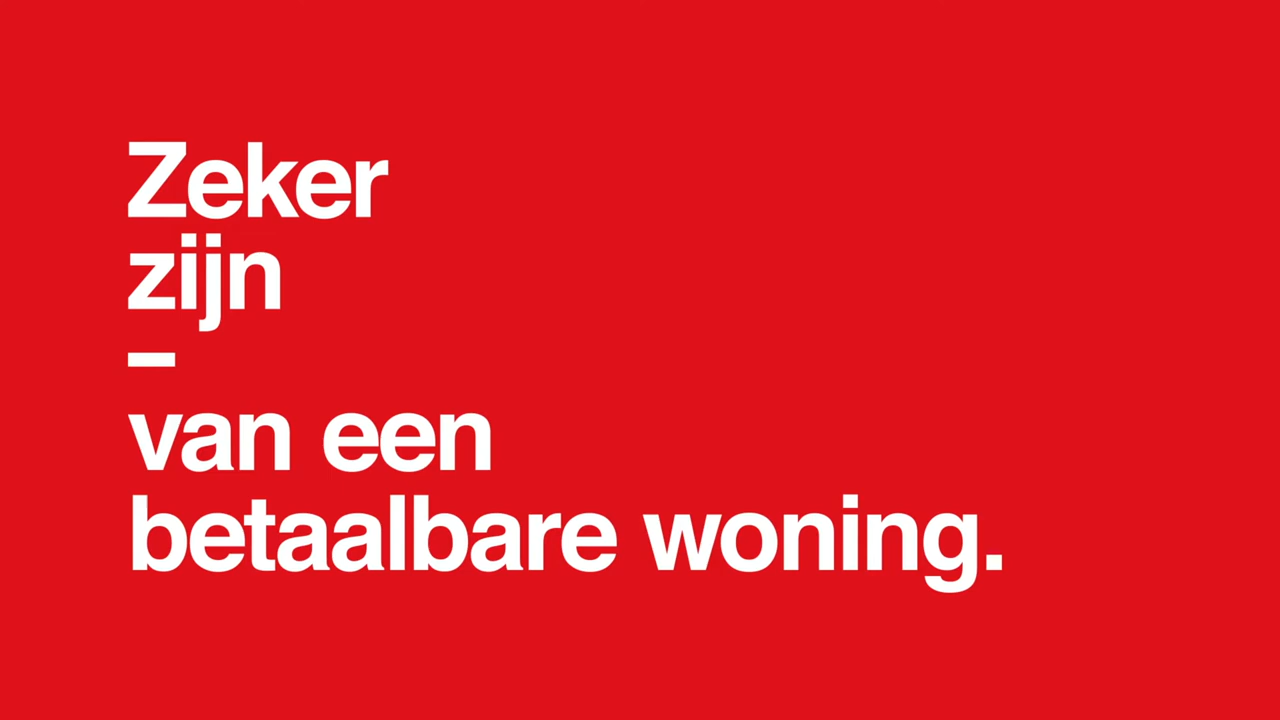 Zeker
zijn
–
van een
betaalbare woning.